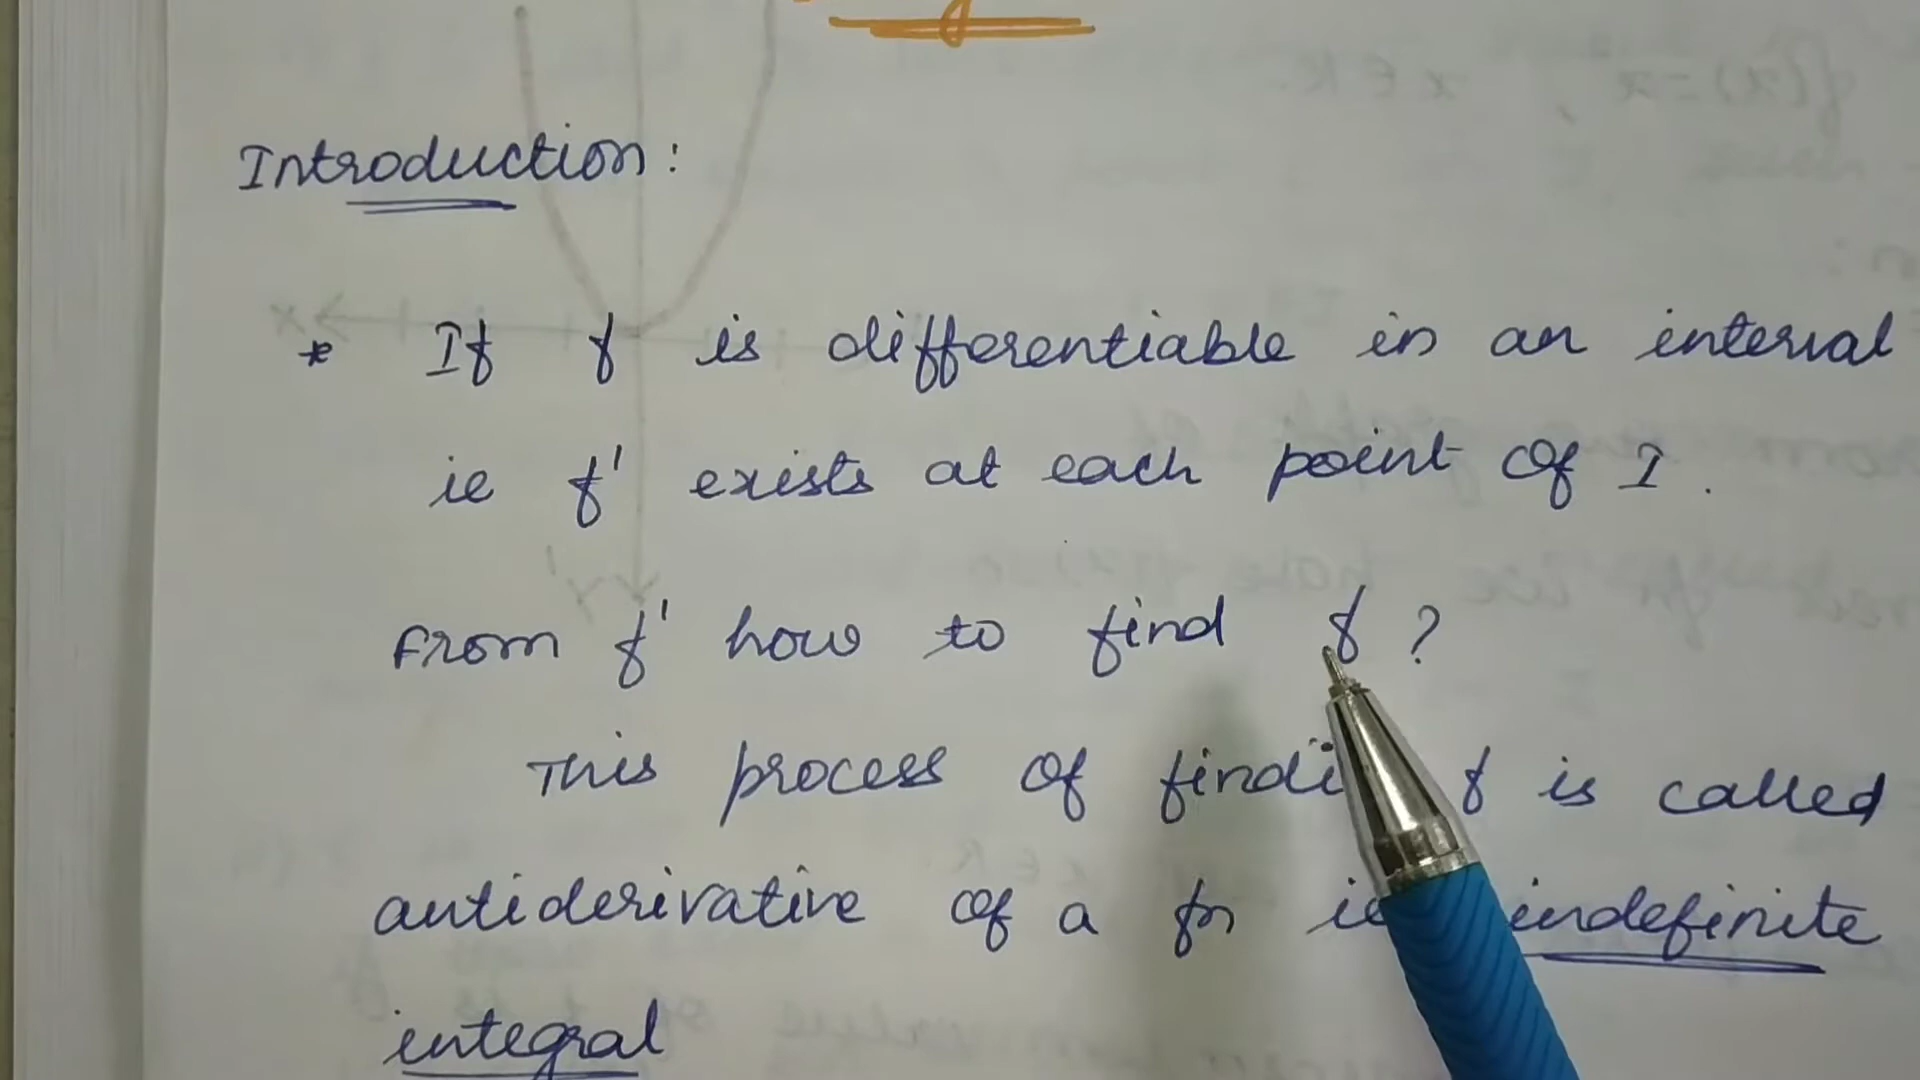 Introduction:
* If f is differentiable in an interval
ie f' exists at each point of I.
From f' how to find f?
This process of f is called
antiderivative of a fn indefinite
integral